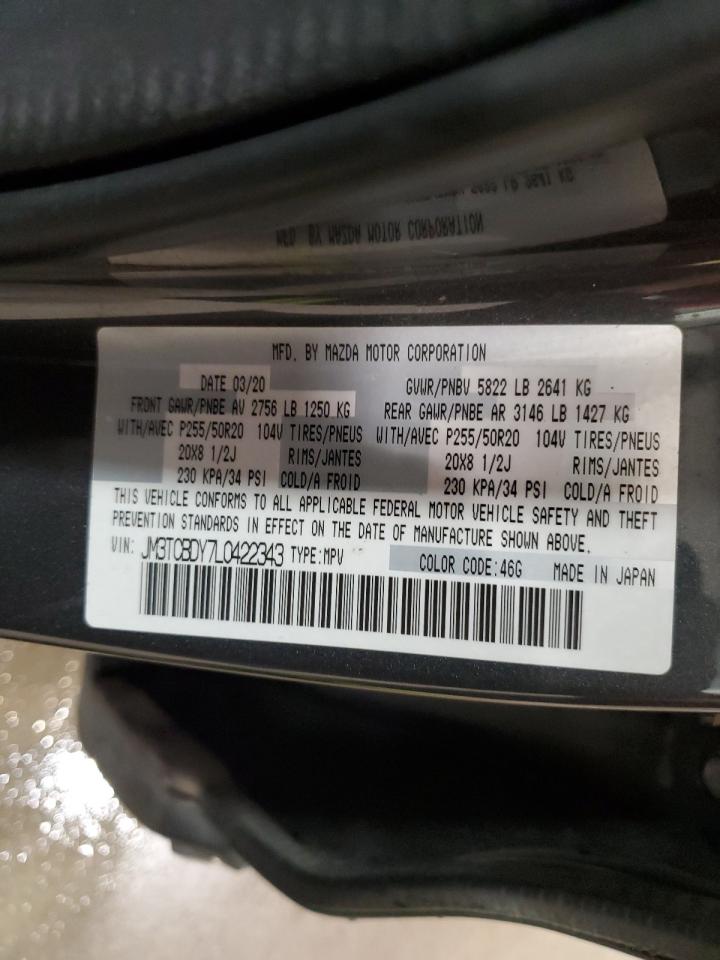 MFD. BY MAZDA MOTOR CORPORATION
MFD. BY MAZDA MOTOR CORPORATION
DATE 03/20 GVWR/PNBV 5822 LB 2641 KG
FRONT GAWR/PNBE AV 2756 LB 1250 KG REAR GAWR/PNBE AR 3146 LB 1427 KG
WITH/AVEC P255/50R20 104V TIRES/PNEUS WITH/AVEC P255/50R20 104V TIRES/PNEUS
20X8 1/2J RIMS/JANTES 20X8 1/2J RIMS/JANTES
230 KPA/34 PSI COLD/A FROID 230 KPA/34 PSI COLD/A FROID
THIS VEHICLE CONFORMS TO ALL APPLICABLE FEDERAL MOTOR VEHICLE SAFETY AND THEFT
PREVENTION STANDARDS IN EFFECT ON THE DATE OF MANUFACTURE SHOWN ABOVE.
VIN: JM3TCBDY7L0422343 TYPE:MPV COLOR CODE:46G MADE IN JAPAN